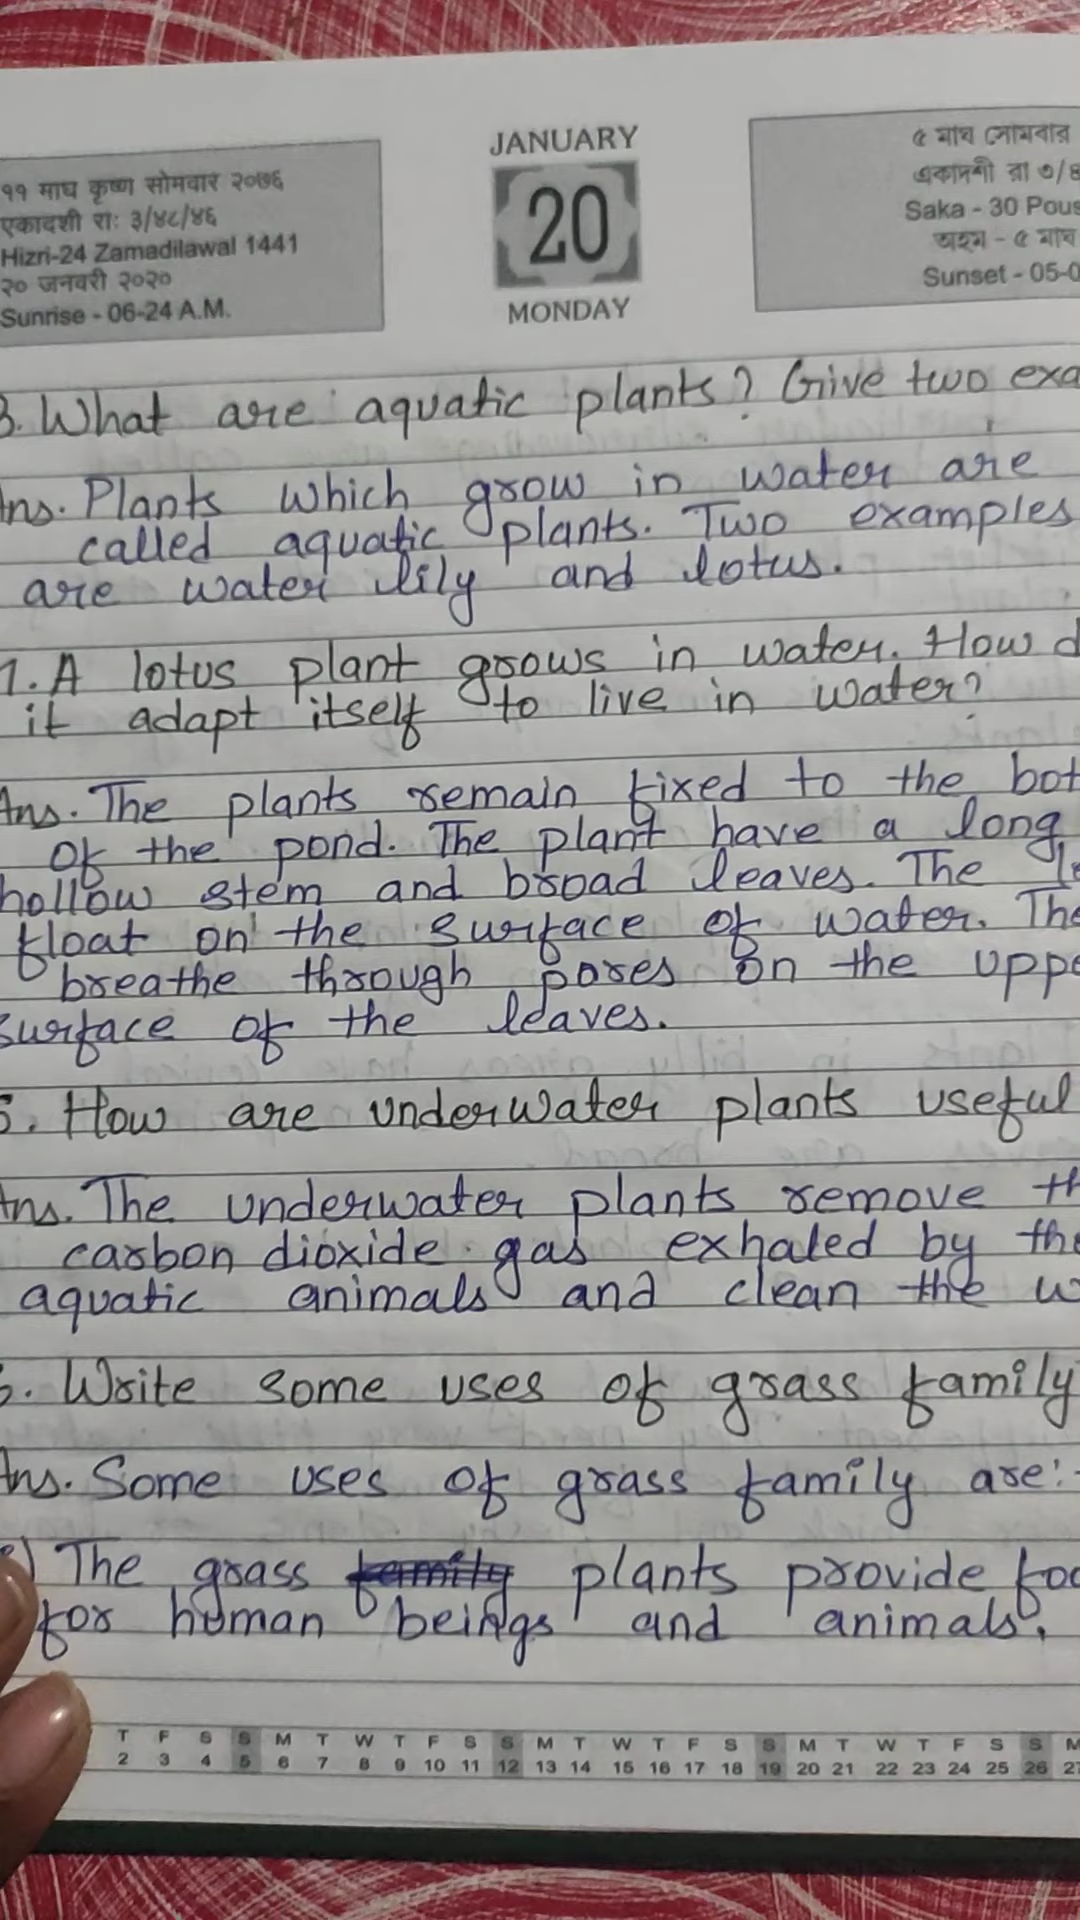 JANUARY
20
MONDAY
११ माघ कृष्ण सोमवार २०७६
एकादशी रा: ३/४८/४६
Hizri-24 Zamadilawal 1441
२० जनवरी २०२०
Sunrise - 06-24 A.M.
৫ মাঘ সোমবার
একাদশী রা ৩/৪
Saka - 30 Pous
অহম - ৫ মাঘ
Sunset - 05-0
3. What are aquatic plants? Give two exa
Ans. Plants which grow in water are
called aquatic plants. Two examples
are water lily and lotus.
A lotus plant grows in water. How d
it adapt itself to live in water?
Ans. The plants remain fixed to the bot
of the pond. The plant have a long
hollow stem and broad leaves. The le
float on the surface of water. The
breathe through pores on the uppe
surface of the leaves.
5. How are underwater plants useful
Ans. The underwater plants remove th
carbon dioxide gas exhaled by the
aquatic animals and clean the w
Write some uses of grass family
Ans. Some uses of grass family are:-
The grass family plants provide foo
for human beings and animals.
T F S S M T W T F S S M T W T F S S M T W T F S S M
2 3 4 5 6 7 8 9 10 11 12 13 14 15 16 17 18 19 20 21 22 23 24 25 26 27